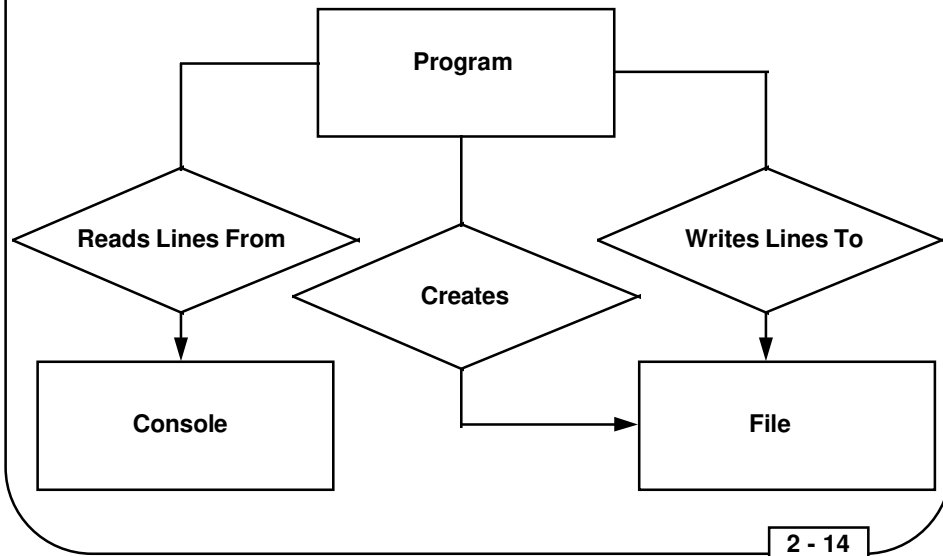 Program
Reads Lines From
Writes Lines To
Creates
Console
File
2 - 14